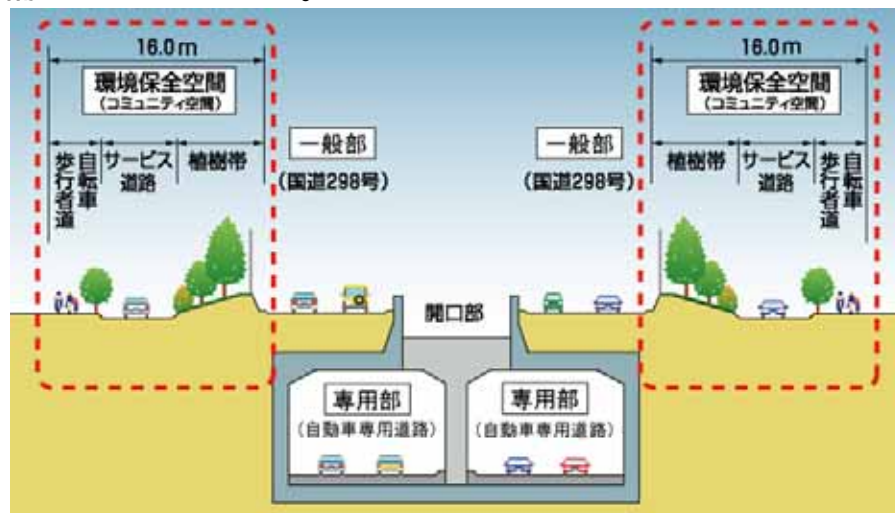 16.0m
環境保全空間
(コミュニティ空間)
自転車
歩行者道
サービス
道路
植樹帯
一般部
(国道298号)
一般部
(国道298号)
16.0m
環境保全空間
(コミュニティ空間)
植樹帯
サービス
道路
自転車
歩行者道
開口部
専用部
(自動車専用道路)
専用部
(自動車専用道路)